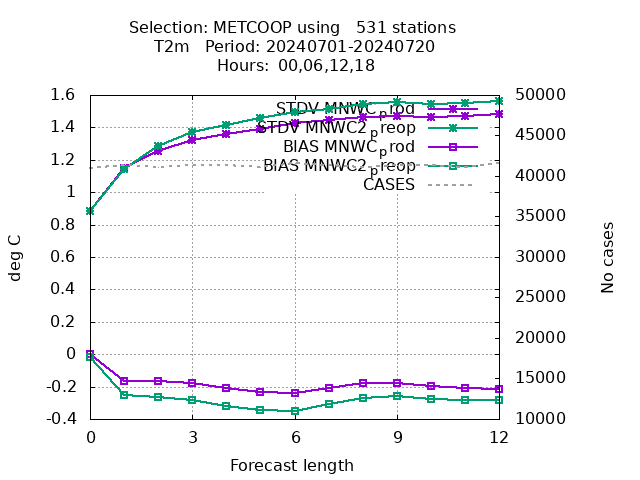 Selection: METCOOP using   531 stations
T2m   Period: 20240701-20240720
Hours:  00,06,12,18
STDV MNWC_prod
STDV MNWC2_preop
BIAS MNWC_prod
BIAS MNWC2_preop
CASES
1.6
1.4
1.2
1
0.8
0.6
0.4
0.2
0
-0.2
-0.4
50000
45000
40000
35000
30000
25000
20000
15000
10000
deg C
No cases
0 3 6 9 12
Forecast length